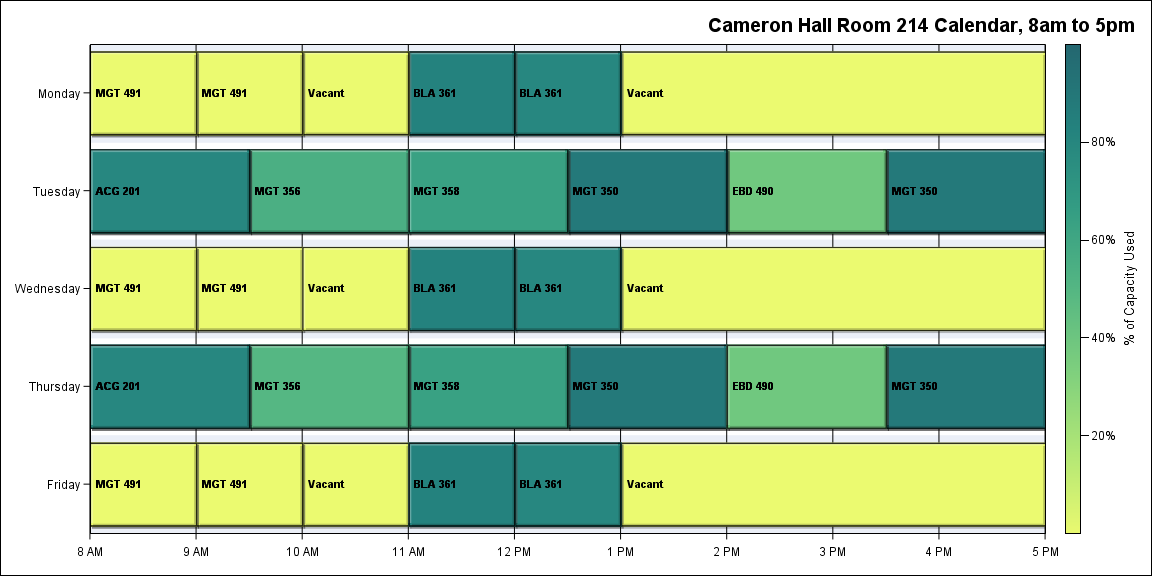 Cameron Hall Room 214 Calendar, 8am to 5pm
Monday MGT 491 MGT 491 Vacant BLA 361 BLA 361 Vacant
80%
Tuesday ACG 201 MGT 356 MGT 358 MGT 350 EBD 490 MGT 350
60%
% of Capacity Used
Wednesday MGT 491 MGT 491 Vacant BLA 361 BLA 361 Vacant
40%
Thursday ACG 201 MGT 356 MGT 358 MGT 350 EBD 490 MGT 350
20%
Friday MGT 491 MGT 491 Vacant BLA 361 BLA 361 Vacant
8 AM 9 AM 10 AM 11 AM 12 PM 1 PM 2 PM 3 PM 4 PM 5 PM